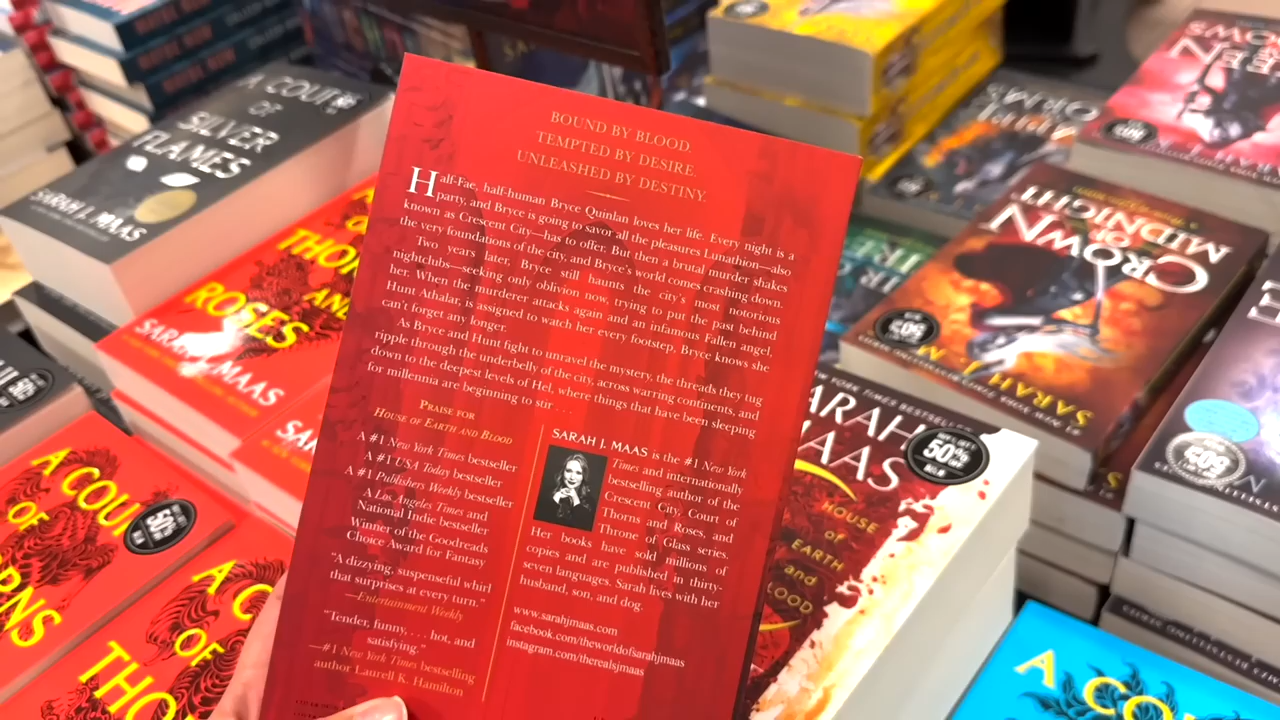 BOUND BY BLOOD.
TEMPTED BY DESIRE.
UNLEASHED BY DESTINY.
Half-Fae, half-human Bryce Quinlan loves her life. Every night is a
party, and Bryce is going to savor all the pleasures Lunathion—also
known as Crescent City—has to offer. But then a brutal murder shakes
the very foundations of the city, and Bryce's world comes crashing down.
Two years later, Bryce still haunts the city's most notorious
nightclubs—seeking only oblivion now, trying to put the past behind
her. When the murderer attacks again and an infamous Fallen angel,
Hunt Athalar, is assigned to watch her every footstep, Bryce knows she
can't forget any longer.
As Bryce and Hunt fight to unravel the mystery, the threads they tug
ripple through the underbelly of the city, across warring continents, and
down to the deepest levels of Hel, where things that have been sleeping
for millennia are beginning to stir . . .
PRAISE FOR
HOUSE OF EARTH AND BLOOD
A #1 New York Times bestseller
A #1 USA Today bestseller
A #1 Publishers Weekly bestseller
A Los Angeles Times and
National Indie bestseller
Winner of the Goodreads
Choice Award for Fantasy
"A dizzying, suspenseful whirl
that surprises at every turn."
—Entertainment Weekly
"Tender, funny, . . . hot, and
satisfying."
—#1 New York Times bestselling
author Laurell K. Hamilton
SARAH J. MAAS is the #1 New York
Times and internationally
bestselling author of the
Crescent City, Court of
Thorns and Roses, and
Throne of Glass series.
Her books have sold millions of
copies and are published in thirty-
seven languages. Sarah lives with her
husband, son, and dog.
www.sarahjmaas.com
facebook.com/theworldofsarahjmaas
instagram.com/therealsjmaas
A COURT
OF
SILVER
FLAMES
SARAH J. MAAS
THORNS
AND
ROSES
SARAH J. MAAS
A COU
OF
RNS
50%
A C
OF
THO
CROWN
OF
MIDNIGHT
SARAH J. M
50%
NEW YORK TIMES BESTSELLER
ARAH
MAAS
50%
OFF
HOUSE
of
EARTH
and
LOOD
A CO